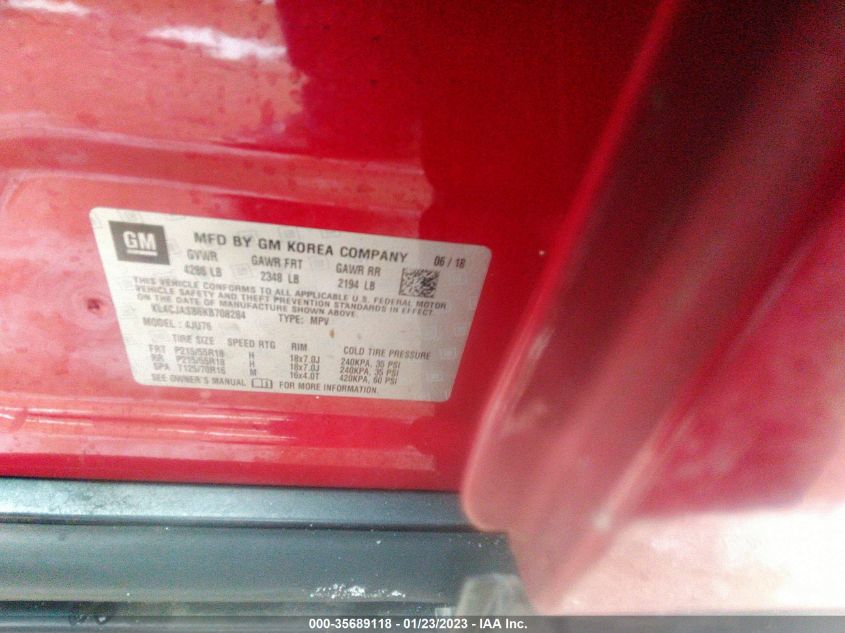 GM
MFD BY GM KOREA COMPANY 06 / 18
GVWR GAWR FRT GAWR RR
4286 LB 2348 LB 2194 LB
THIS VEHICLE CONFORMS TO ALL APPLICABLE U.S. FEDERAL MOTOR
VEHICLE SAFETY AND THEFT PREVENTION STANDARDS IN EFFECT
ON THE DATE OF MANUFACTURE SHOWN ABOVE.
KL4CJASB6KB708284 TYPE: MPV
MODEL: 4JU76
TIRE SIZE SPEED RTG RIM COLD TIRE PRESSURE
FRT P215/55R18 H 18x7.0J 240KPA, 35 PSI
RR P215/55R18 H 18x7.0J 240KPA, 35 PSI
SPA T125/70R16 M 16x4.0T 420KPA, 60 PSI
SEE OWNER'S MANUAL FOR MORE INFORMATION.
000-35689118 - 01/23/2023 - IAA Inc.